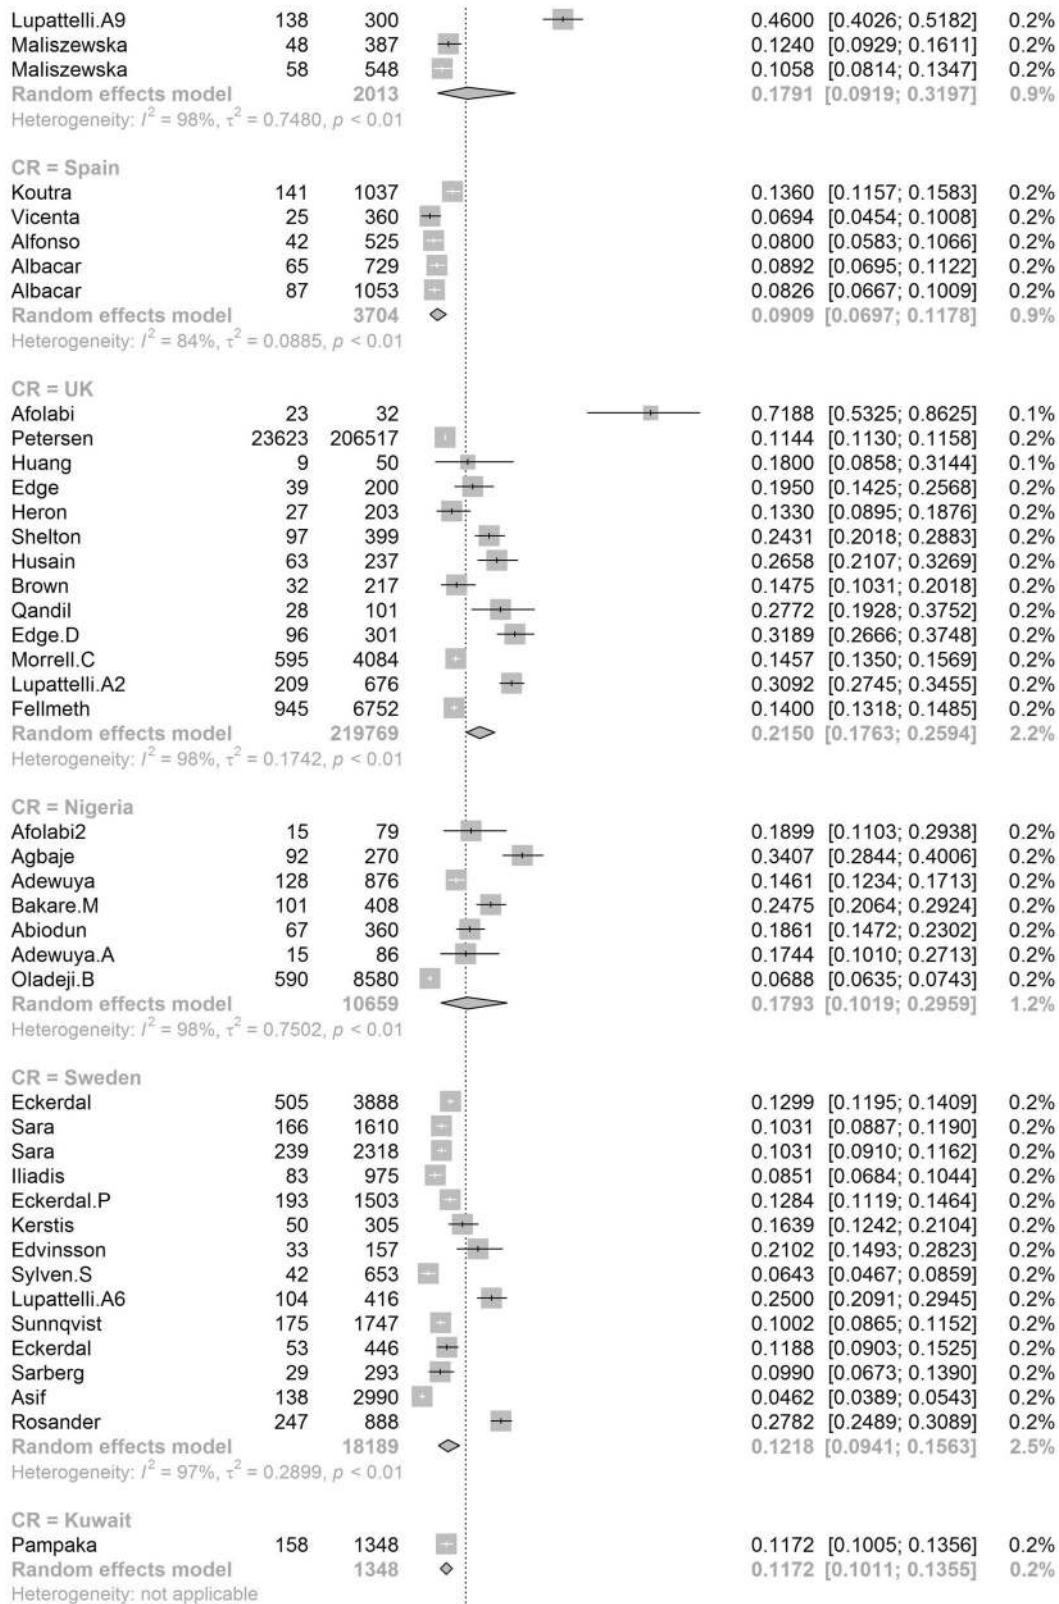 Lupattelli.A9 138 300 0.4600 [0.4026; 0.5182] 0.2%
Maliszewska 48 387 0.1240 [0.0929; 0.1611] 0.2%
Maliszewska 58 548 0.1058 [0.0814; 0.1347] 0.2%
Random effects model 2013 0.1791 [0.0919; 0.3197] 0.9%
Heterogeneity: I² = 98%, τ² = 0.7480, p < 0.01
CR = Spain
Koutra 141 1037 0.1360 [0.1157; 0.1583] 0.2%
Vicenta 25 360 0.0694 [0.0454; 0.1008] 0.2%
Alfonso 42 525 0.0800 [0.0583; 0.1066] 0.2%
Albacar 65 729 0.0892 [0.0695; 0.1122] 0.2%
Albacar 87 1053 0.0826 [0.0667; 0.1009] 0.2%
Random effects model 3704 0.0909 [0.0697; 0.1178] 0.9%
Heterogeneity: I² = 84%, τ² = 0.0885, p < 0.01
CR = UK
Afolabi 23 32 0.7188 [0.5325; 0.8625] 0.1%
Petersen 23623 206517 0.1144 [0.1130; 0.1158] 0.2%
Huang 9 50 0.1800 [0.0858; 0.3144] 0.1%
Edge 39 200 0.1950 [0.1425; 0.2568] 0.2%
Heron 27 203 0.1330 [0.0895; 0.1876] 0.2%
Shelton 97 399 0.2431 [0.2018; 0.2883] 0.2%
Husain 63 237 0.2658 [0.2107; 0.3269] 0.2%
Brown 32 217 0.1475 [0.1031; 0.2018] 0.2%
Qandil 28 101 0.2772 [0.1928; 0.3752] 0.2%
Edge.D 96 301 0.3189 [0.2666; 0.3748] 0.2%
Morrell.C 595 4084 0.1457 [0.1350; 0.1569] 0.2%
Lupattelli.A2 209 676 0.3092 [0.2745; 0.3455] 0.2%
Fellmeth 945 6752 0.1400 [0.1318; 0.1485] 0.2%
Random effects model 219769 0.2150 [0.1763; 0.2594] 2.2%
Heterogeneity: I² = 98%, τ² = 0.1742, p < 0.01
CR = Nigeria
Afolabi2 15 79 0.1899 [0.1103; 0.2938] 0.2%
Agbaje 92 270 0.3407 [0.2844; 0.4006] 0.2%
Adewuya 128 876 0.1461 [0.1234; 0.1713] 0.2%
Bakare.M 101 408 0.2475 [0.2064; 0.2924] 0.2%
Abiodun 67 360 0.1861 [0.1472; 0.2302] 0.2%
Adewuya.A 15 86 0.1744 [0.1010; 0.2713] 0.2%
Oladeji.B 590 8580 0.0688 [0.0635; 0.0743] 0.2%
Random effects model 10659 0.1793 [0.1019; 0.2959] 1.2%
Heterogeneity: I² = 98%, τ² = 0.7502, p < 0.01
CR = Sweden
Eckerdal 505 3888 0.1299 [0.1195; 0.1409] 0.2%
Sara 166 1610 0.1031 [0.0887; 0.1190] 0.2%
Sara 239 2318 0.1031 [0.0910; 0.1162] 0.2%
Iliadis 83 975 0.0851 [0.0684; 0.1044] 0.2%
Eckerdal.P 193 1503 0.1284 [0.1119; 0.1464] 0.2%
Kerstis 50 305 0.1639 [0.1242; 0.2104] 0.2%
Edvinsson 33 157 0.2102 [0.1493; 0.2823] 0.2%
Sylven.S 42 653 0.0643 [0.0467; 0.0859] 0.2%
Lupattelli.A6 104 416 0.2500 [0.2091; 0.2945] 0.2%
Sunnqvist 175 1747 0.1002 [0.0865; 0.1152] 0.2%
Eckerdal 53 446 0.1188 [0.0903; 0.1525] 0.2%
Sarberg 29 293 0.0990 [0.0673; 0.1390] 0.2%
Asif 138 2990 0.0462 [0.0389; 0.0543] 0.2%
Rosander 247 888 0.2782 [0.2489; 0.3089] 0.2%
Random effects model 18189 0.1218 [0.0941; 0.1563] 2.5%
Heterogeneity: I² = 97%, τ² = 0.2899, p < 0.01
CR = Kuwait
Pampaka 158 1348 0.1172 [0.1005; 0.1356] 0.2%
Random effects model 1348 0.1172 [0.1011; 0.1355] 0.2%
Heterogeneity: not applicable